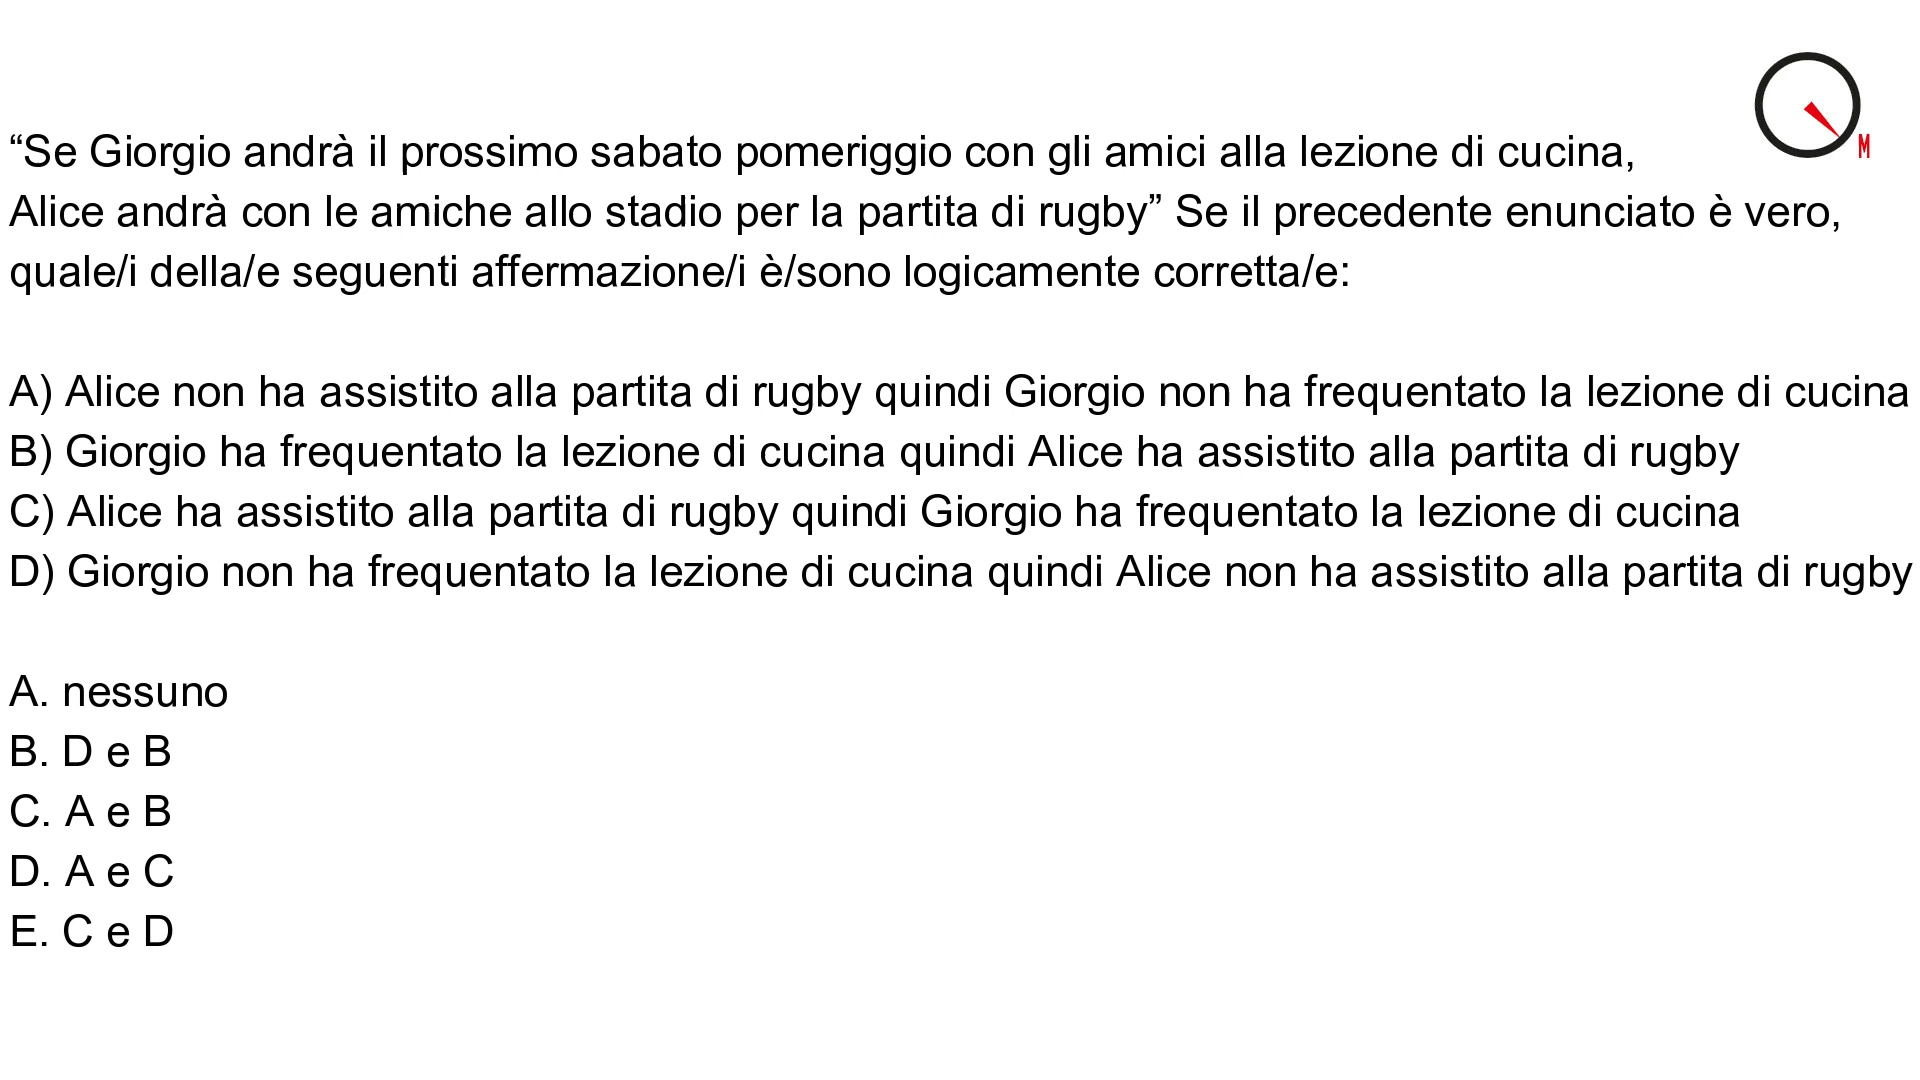 “Se Giorgio andrà il prossimo sabato pomeriggio con gli amici alla lezione di cucina,
M
Alice andrà con le amiche allo stadio per la partita di rugby” Se il precedente enunciato è vero,
quale/i della/e seguenti affermazione/i è/sono logicamente corretta/e:
A) Alice non ha assistito alla partita di rugby quindi Giorgio non ha frequentato la lezione di cucina
B) Giorgio ha frequentato la lezione di cucina quindi Alice ha assistito alla partita di rugby
C) Alice ha assistito alla partita di rugby quindi Giorgio ha frequentato la lezione di cucina
D) Giorgio non ha frequentato la lezione di cucina quindi Alice non ha assistito alla partita di rugby
A. nessuno
B. D e B
C. A e B
D. A e C
E. C e D